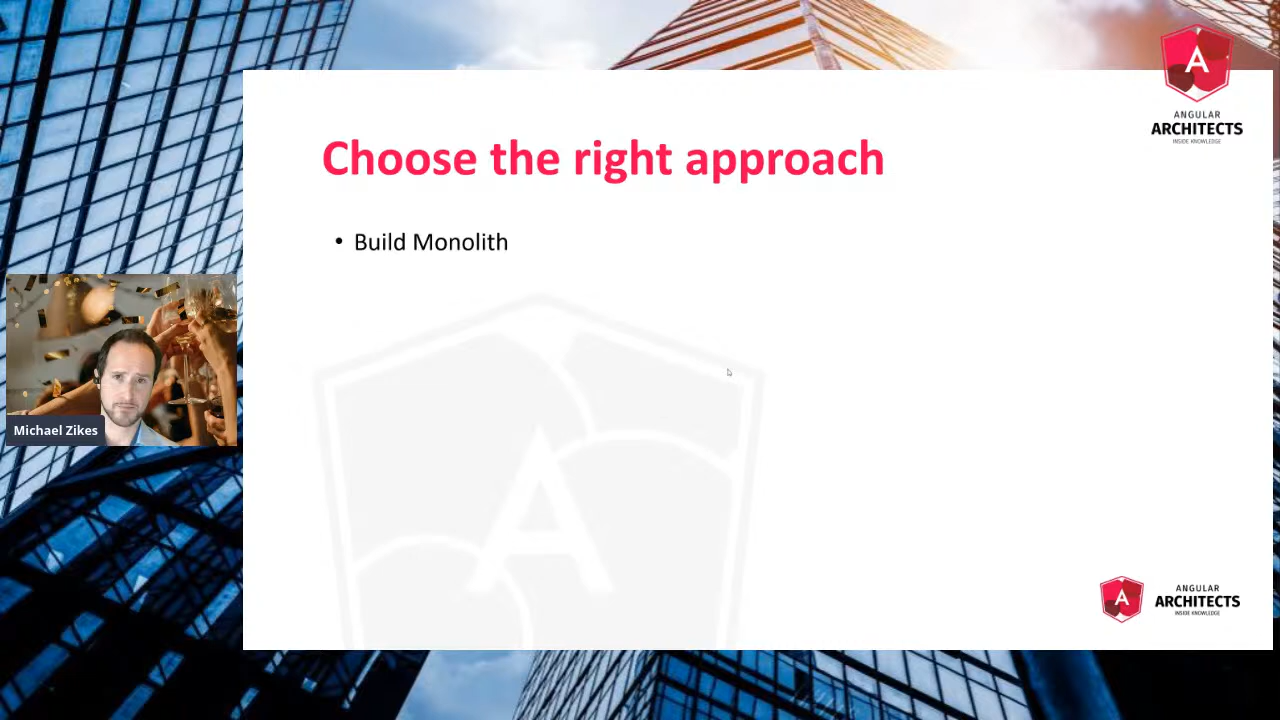 A
ANGULAR
ARCHITECTS
INSIDE KNOWLEDGE
Choose the right approach
• Build Monolith
Michael Zikes
A
A
ANGULAR
ARCHITECTS
INSIDE KNOWLEDGE